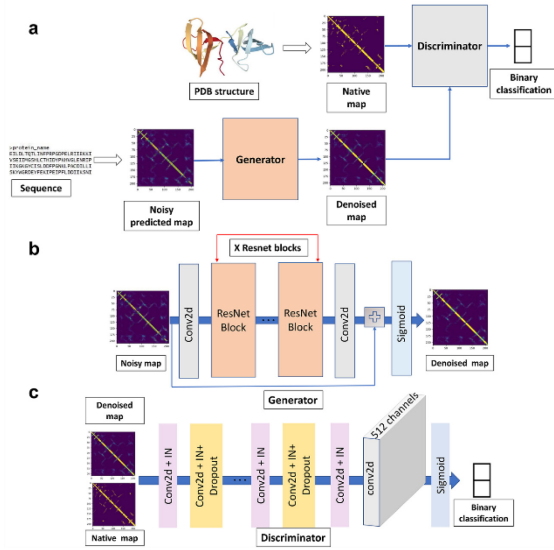 a
PDB structure
Native
map
Discriminator
Binary
classification
>protein_name
Sequence
Noisy
predicted map
Generator
Denoised
map
b
X Resnet blocks
Noisy map
Conv2d
ResNet
Block
...
ResNet
Block
Conv2d
Sigmoid
Denoised map
Generator
c
Denoised
map
Native map
Conv2d + IN
Conv2d + IN+
Dropout
...
Conv2d + IN
Conv2d + IN+
Dropout
Conv2d + IN
conv2d
512 channels
Sigmoid
Binary
classification
Discriminator